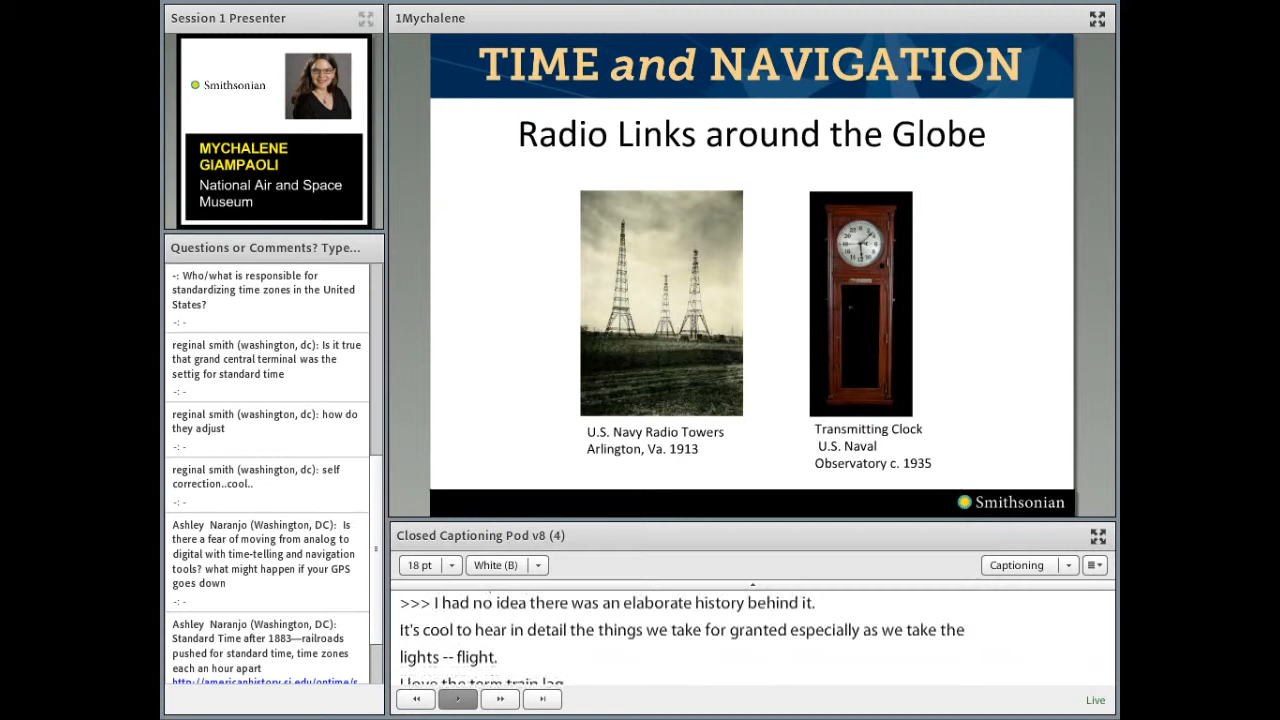 Session 1 Presenter
Smithsonian
MYCHALENE
GIAMPAOLI
National Air and Space
Museum
Questions or Comments? Type...
-: Who/what is responsible for
standardizing time zones in the United
States?
-: -
reginal smith (washington, dc): Is it true
that grand central terminal was the
settig for standard time
-: -
reginal smith (washington, dc): how do
they adjust
-: -
reginal smith (washington, dc): self
correction..cool..
-: -
Ashley Naranjo (Washington, DC): Is
there a fear of moving from analog to
digital with time-telling and navigation
tools? what might happen if your GPS
goes down
-: -
Ashley Naranjo (Washington, DC):
Standard Time after 1883—railroads
pushed for standard time, time zones
each an hour apart
http://americanhistory.si.edu/ontime/s
1Mychalene
TIME and NAVIGATION
Radio Links around the Globe
U.S. Navy Radio Towers
Arlington, Va. 1913
Transmitting Clock
U.S. Naval
Observatory c. 1935
Smithsonian
Closed Captioning Pod v8 (4)
18 pt
White (B)
Captioning
>>> I had no idea there was an elaborate history behind it.
It's cool to hear in detail the things we take for granted especially as we take the
lights -- flight.
I love the term train lag
Live